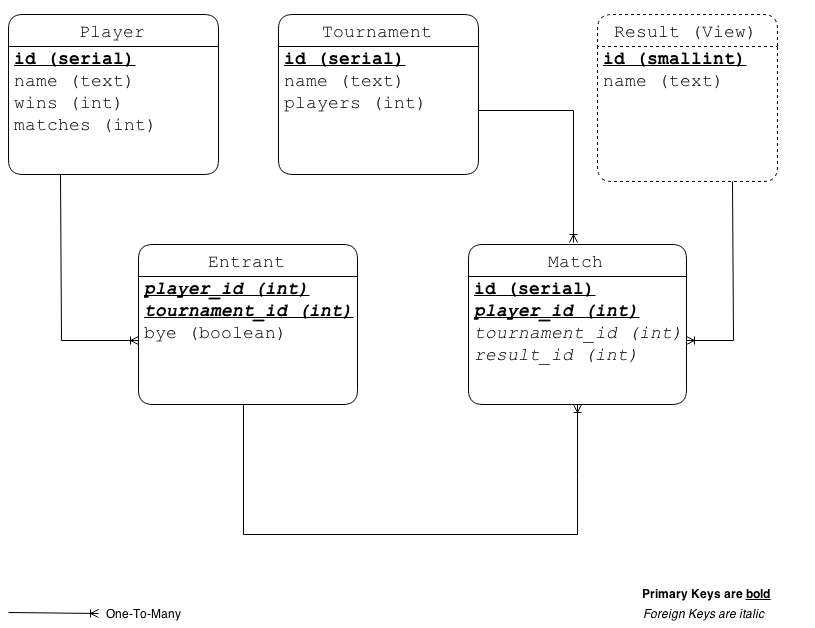 Player
id (serial)
name (text)
wins (int)
matches (int)
Tournament
id (serial)
name (text)
players (int)
Result (View)
id (smallint)
name (text)
Entrant
player_id (int)
tournament_id (int)
bye (boolean)
Match
id (serial)
player_id (int)
tournament_id (int)
result_id (int)
One-To-Many
Primary Keys are bold
Foreign Keys are italic